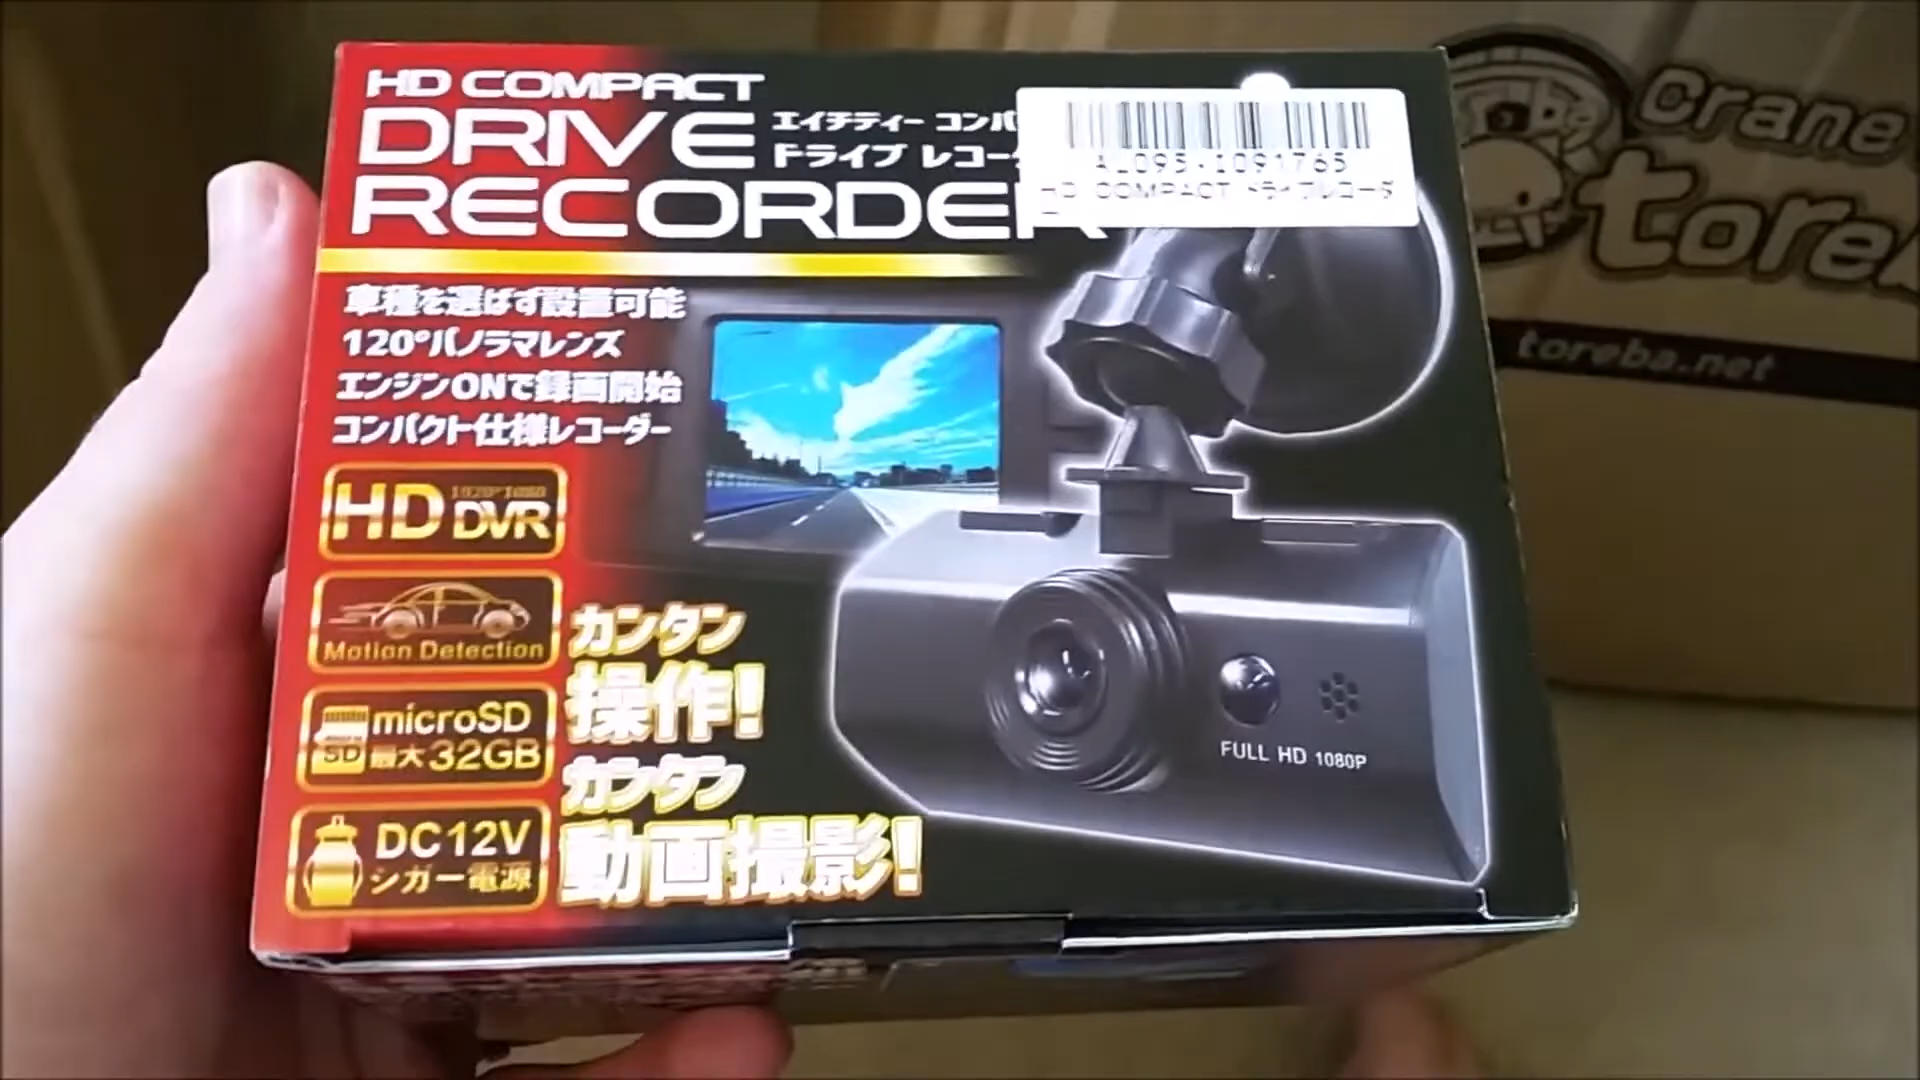 HD COMPACT
DRIVE
RECORDER
エイチディー コンパ
ドライブ レコーダ
AL095-1091765
HD COMPACT ドライブレコーダ
車種を選ばず設置可能
120°パノラマレンズ
エンジンONで録画開始
コンパクト仕様レコーダー
1920*1080
HD DVR
Motion Detection
microSD
SD 最大32GB
DC12V
シガー電源
カンタン
操作!
カンタン
動画撮影!
FULL HD 1080P
Crane
toreba
toreba.net